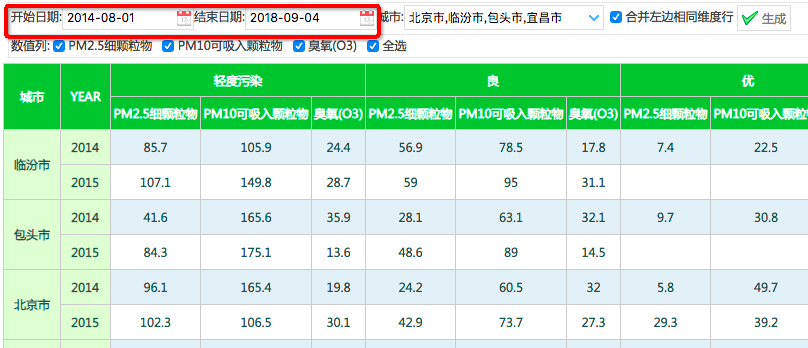 开始日期: 2014-08-01 结束日期: 2018-09-04 城市: 北京市,临汾市,包头市,宜昌市 合并左边相同维度行 生成
数值列: PM2.5细颗粒物 PM10可吸入颗粒物 臭氧(O3) 全选
城市 YEAR 轻度污染 良 优
PM2.5细颗粒物 PM10可吸入颗粒物 臭氧(O3) PM2.5细颗粒物 PM10可吸入颗粒物 臭氧(O3) PM2.5细颗粒物 PM10可吸入颗粒物
临汾市 2014 85.7 105.9 24.4 56.9 78.5 17.8 7.4 22.5
2015 107.1 149.8 28.7 59 95 31.1
包头市 2014 41.6 165.6 35.9 28.1 63.1 32.1 9.7 30.8
2015 84.3 175.1 13.6 48.6 89 14.5
北京市 2014 96.1 165.4 19.8 24.2 60.5 32 5.8 49.7
2015 102.3 106.5 30.1 42.9 73.7 27.3 29.3 39.2